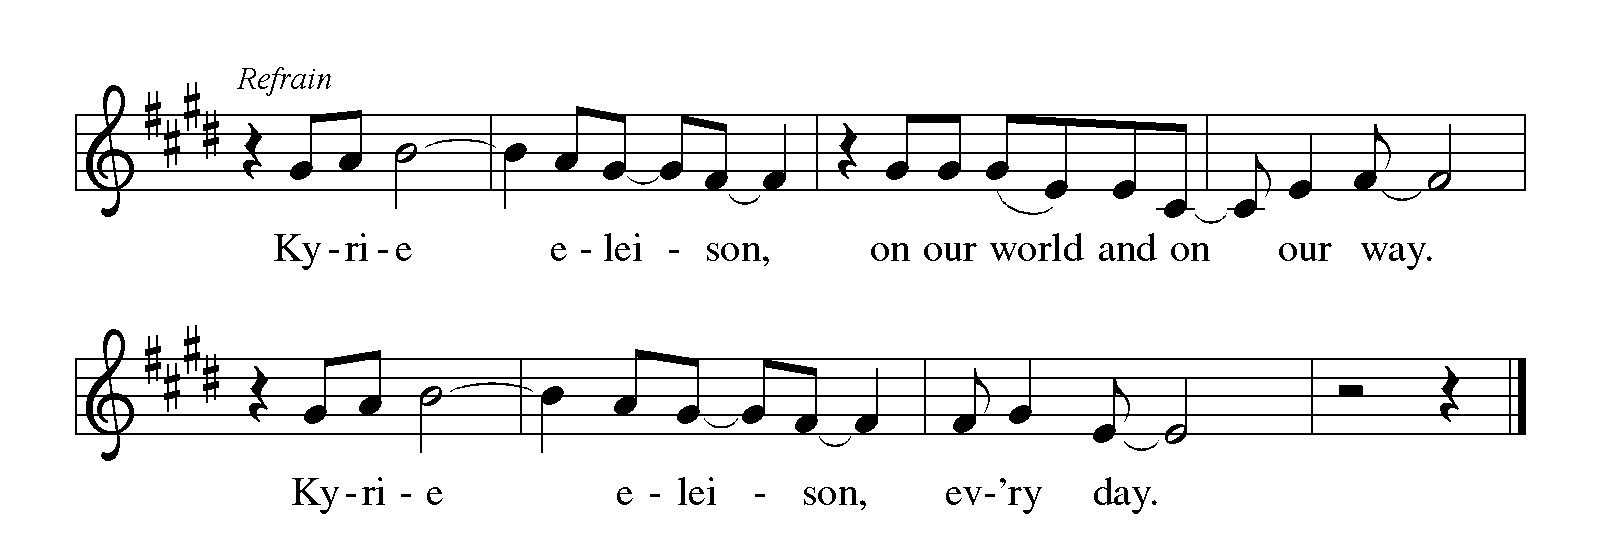 Refrain
Ky - ri - e e - lei - son, on our world and on our way.
Ky - ri - e e - lei - son, ev-’ry day.